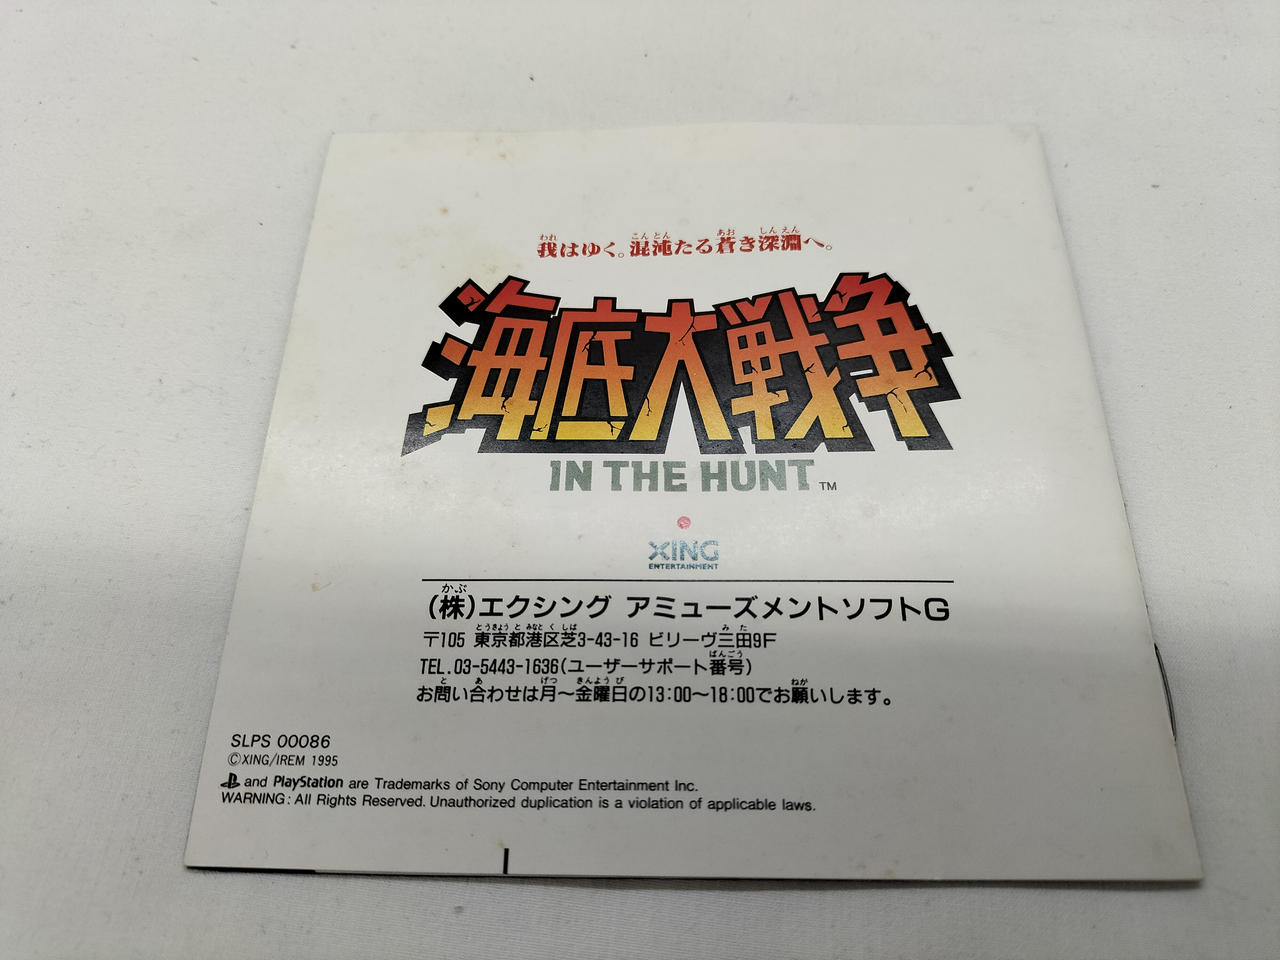 我はゆく。混沌たる蒼き深淵へ。
海底大戦争
IN THE HUNT TM
XING
ENTERTAINMENT
(株)エクシング アミューズメントソフトG
〒105 東京都港区芝3-43-16 ビリーヴ三田9F
TEL.03-5443-1636(ユーザーサポート番号)
お問い合わせは月~金曜日の13:00~18:00でお願いします。
SLPS 00086
©XING/IREM 1995
and PlayStation are Trademarks of Sony Computer Entertainment Inc.
WARNING: All Rights Reserved. Unauthorized duplication is a violation of applicable laws.